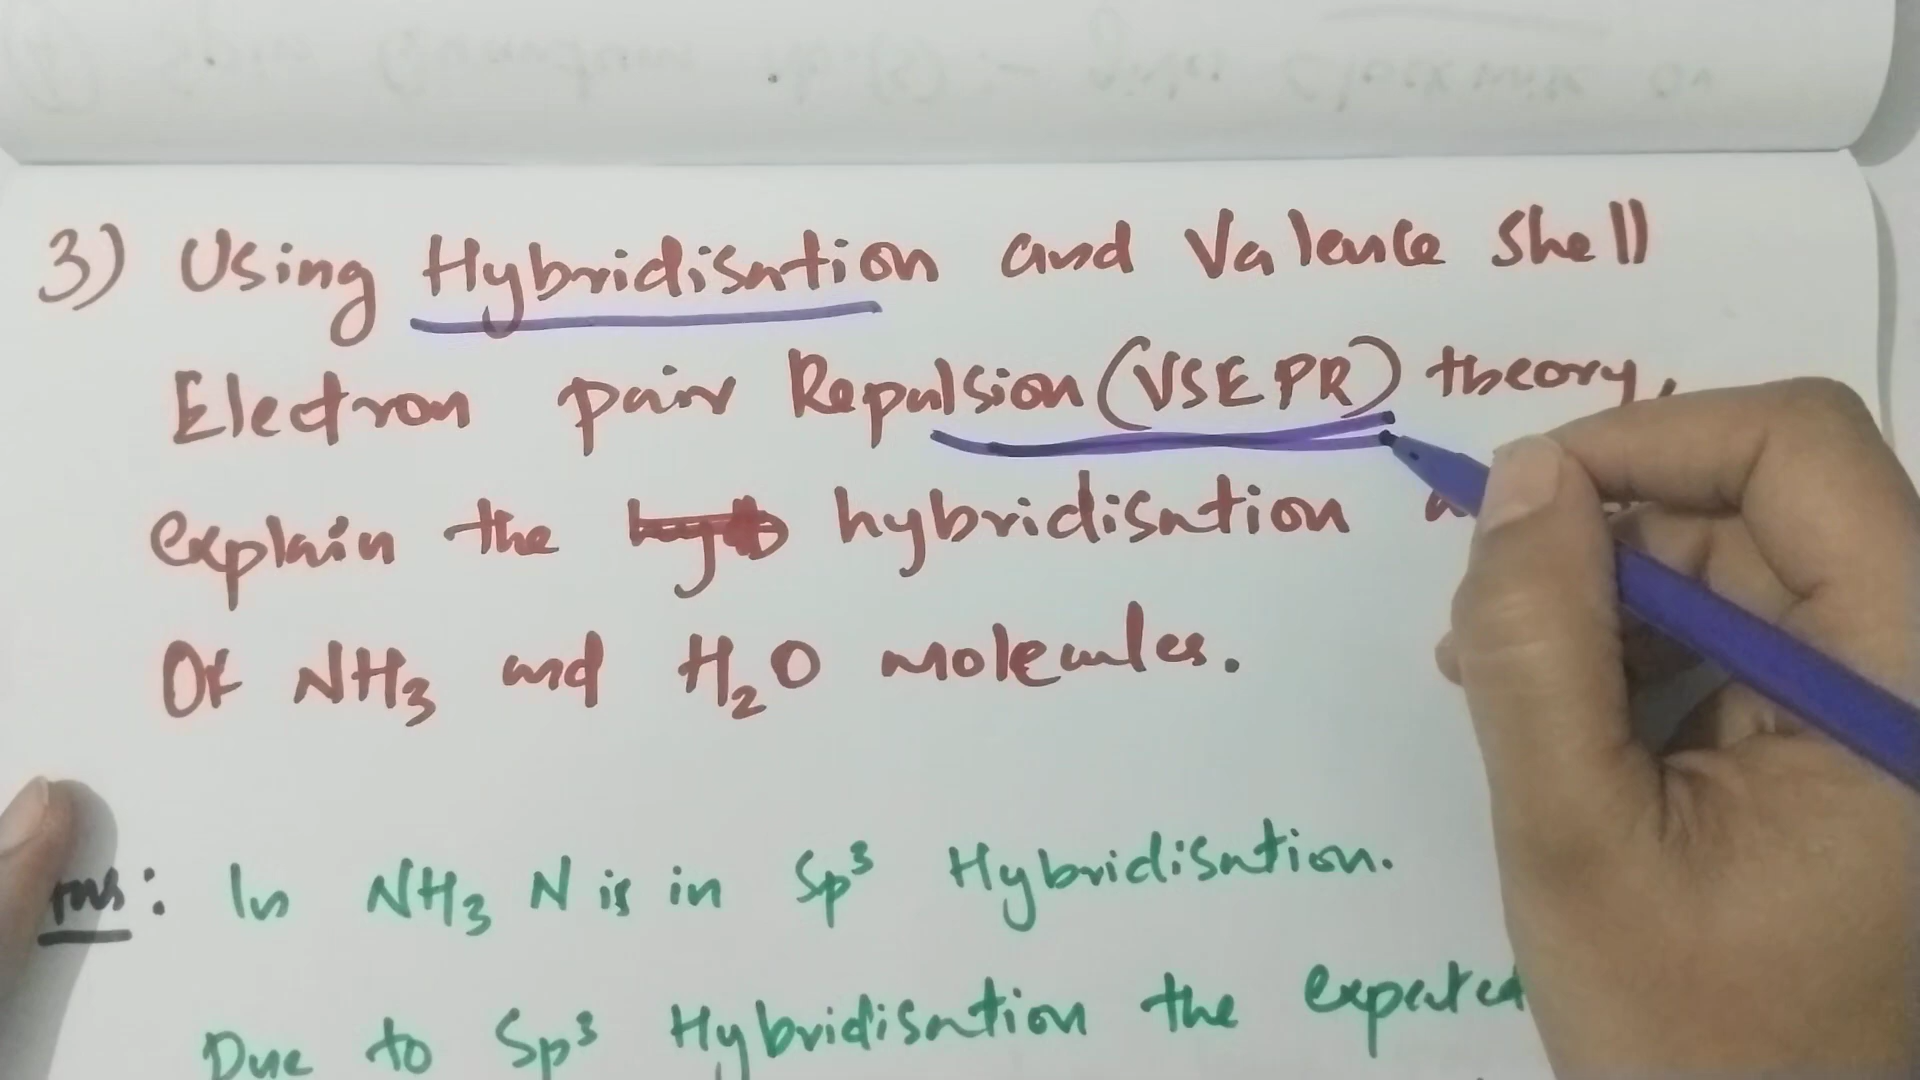 3) Using Hybridisation and Valence Shell
Electron pair Repulsion (VSEPR) theory,
explain the hybridisation
Of NH₃ and H₂O molecules.
Ans: In NH₃ N is in Sp³ Hybridisation.
Due to Sp³ Hybridisation the expected